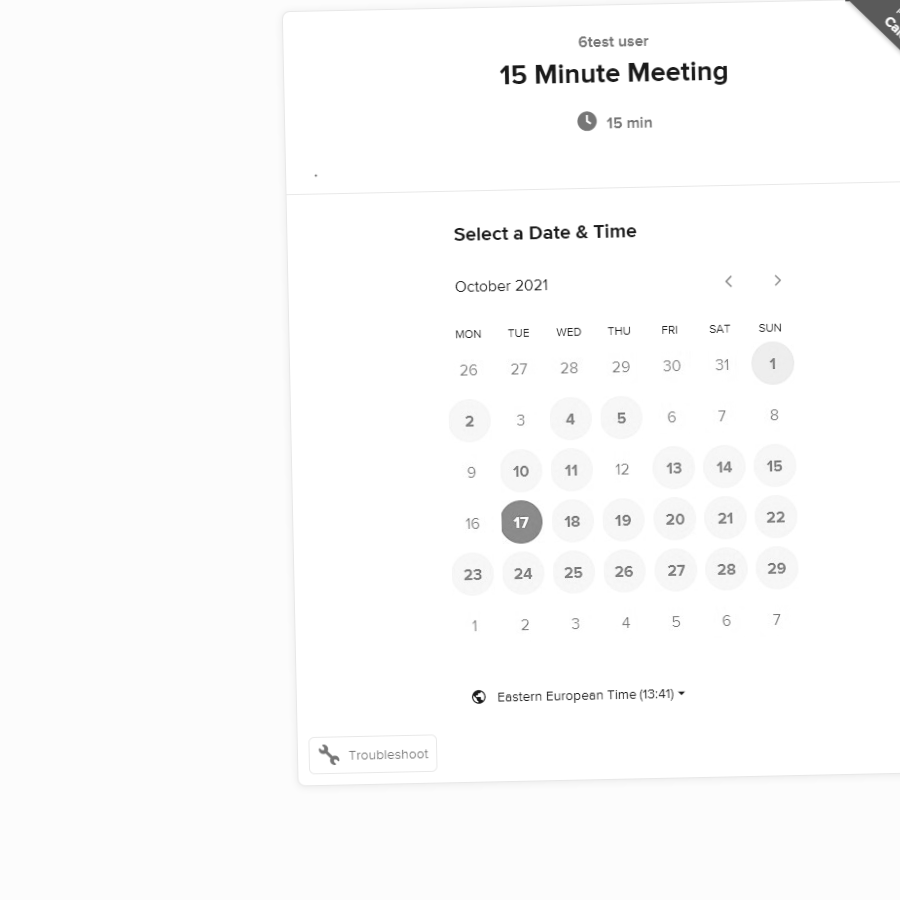 6test user
15 Minute Meeting
15 min
.
Select a Date & Time
October 2021
MON TUE WED THU FRI SAT SUN
26 27 28 29 30 31 1
2 3 4 5 6 7 8
9 10 11 12 13 14 15
16 17 18 19 20 21 22
23 24 25 26 27 28 29
1 2 3 4 5 6 7
Eastern European Time (13:41)
Troubleshoot